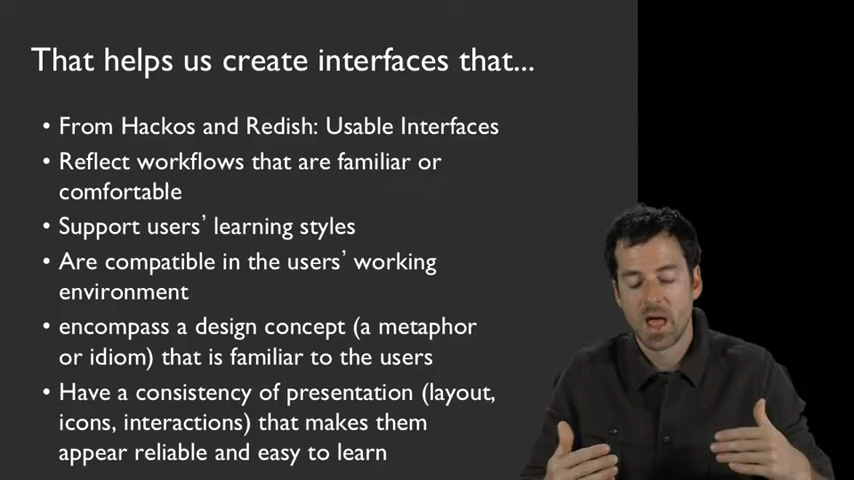 That helps us create interfaces that...
• From Hackos and Redish: Usable Interfaces
• Reflect workflows that are familiar or
comfortable
• Support users' learning styles
• Are compatible in the users' working
environment
• encompass a design concept (a metaphor
or idiom) that is familiar to the users
• Have a consistency of presentation (layout,
icons, interactions) that makes them
appear reliable and easy to learn